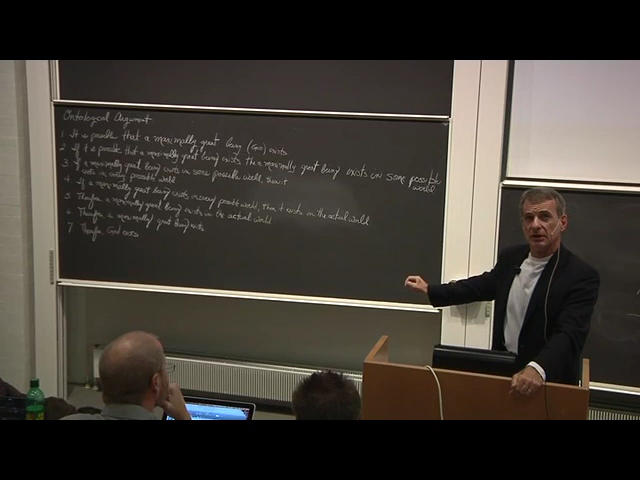 Ontological Argument
1 It is possible that a maximally great being (God) exists
2 If it is possible that a maximally great being exists, the a maximally great being exists in some possible world
3 If a maximally great being exists in some possible world, then it
exists in every possible world
4 If a maximally great being exists in every possible world, then it exists in the actual world
5 Therefore a maximally great being exists in the actual world
6 Therefore a maximally great being exists
7 Therefore, God exists